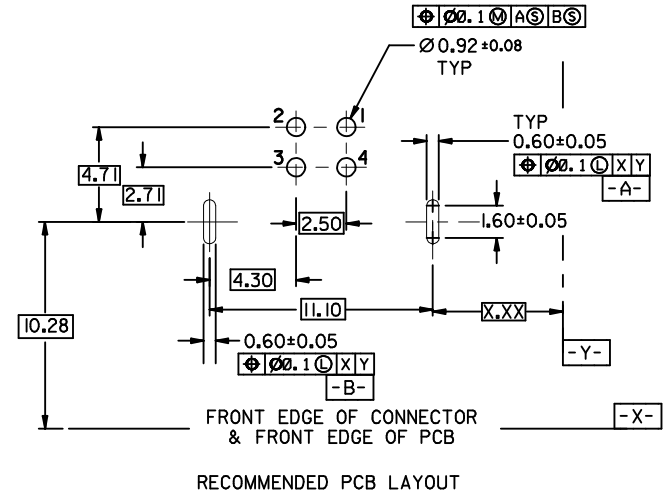 ⌖ Ø0.1 Ⓜ A Ⓢ B Ⓢ
Ø0.92±0.08
TYP
2 1
3 4
TYP
0.60±0.05
⌖ Ø0.1 Ⓛ X Y
-A-
4.71
2.71
2.50
1.60±0.05
4.30
11.10
X.XX
10.28
0.60±0.05
⌖ Ø0.1 Ⓛ X Y
-B-
-Y-
-X-
FRONT EDGE OF CONNECTOR
& FRONT EDGE OF PCB
RECOMMENDED PCB LAYOUT